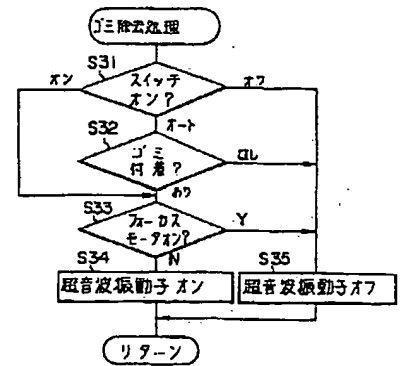 ゴミ除去処理
S31
オン
スイッチ
オン?
オフ
S32
オート
ゴミ
付着?
なし
あり
S33
フォーカス
モータオン?
Y
S34
N
S35
超音波振動子オン
超音波振動子オフ
リターン